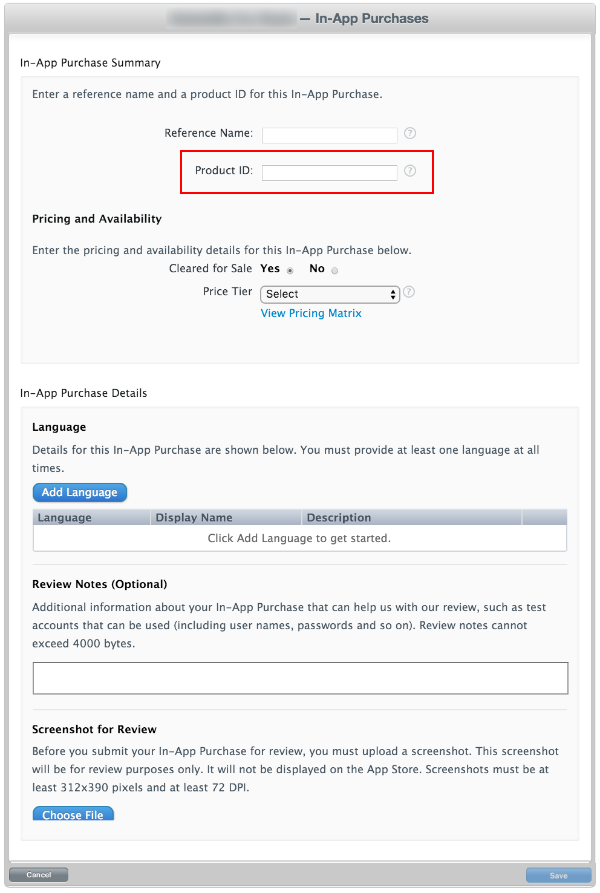 — In-App Purchases
In-App Purchase Summary
Enter a reference name and a product ID for this In-App Purchase.
Reference Name: ?
Product ID: ?
Pricing and Availability
Enter the pricing and availability details for this In-App Purchase below.
Cleared for Sale Yes No
Price Tier Select ?
View Pricing Matrix
In-App Purchase Details
Language
Details for this In-App Purchase are shown below. You must provide at least one language at all
times.
Add Language
Language Display Name Description
Click Add Language to get started.
Review Notes (Optional)
Additional information about your In-App Purchase that can help us with our review, such as test
accounts that can be used (including user names, passwords and so on). Review notes cannot
exceed 4000 bytes.
Screenshot for Review
Before you submit your In-App Purchase for review, you must upload a screenshot. This screenshot
will be for review purposes only. It will not be displayed on the App Store. Screenshots must be at
least 312x390 pixels and at least 72 DPI.
Choose File
Cancel Save